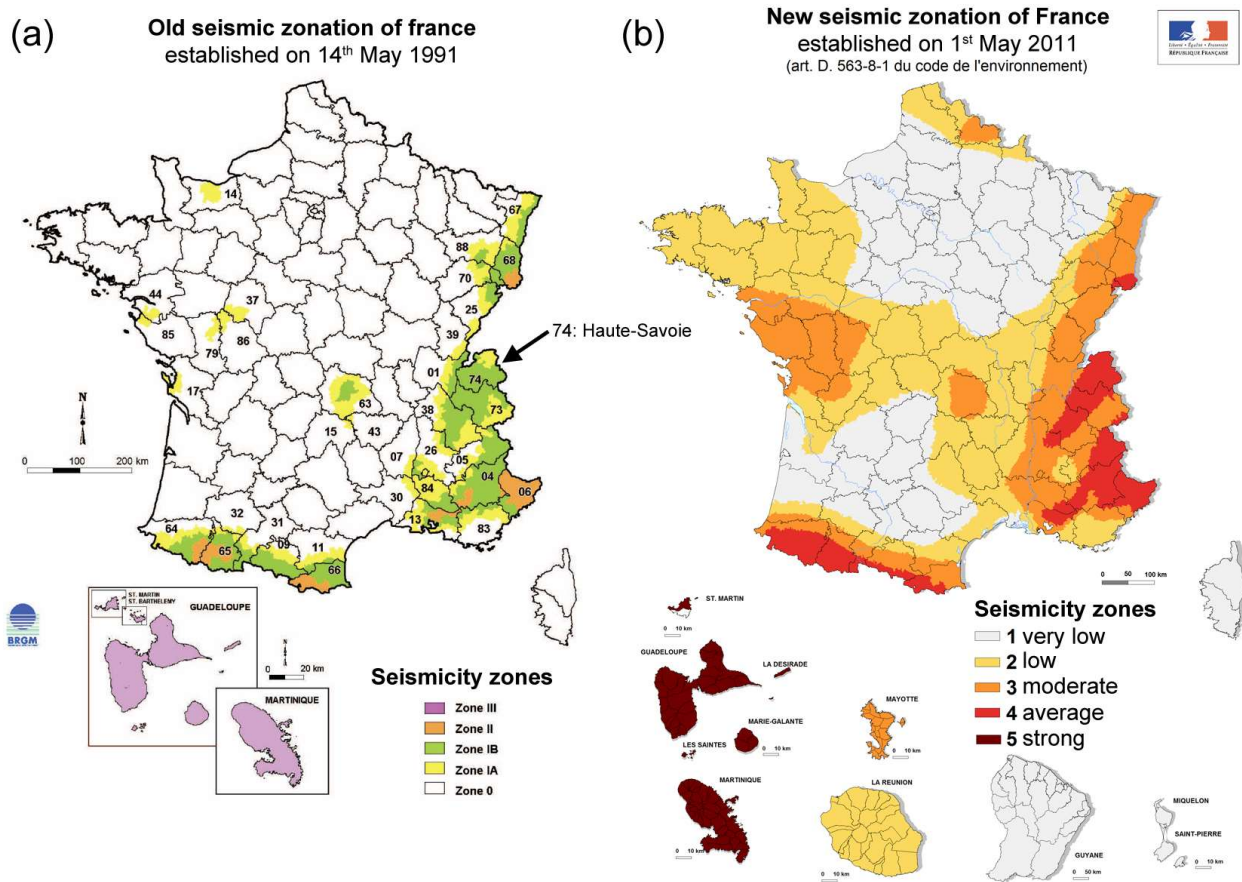 (a)
Old seismic zonation of france
established on 14th May 1991
14
67
88
68
70
44
37
25
85
39
79
86
74: Haute-Savoie
01
17
74
63
38
73
15
43
26
05
07
04
84
06
30
32
31
13
83
64
09
11
65
66
N
0 100 200 km
ST. MARTIN
ST. BARTHELEMY
GUADELOUPE
N
0 20 km
MARTINIQUE
BRGM
Seismicity zones
Zone III
Zone II
Zone IB
Zone IA
Zone 0
(b)
New seismic zonation of France
established on 1st May 2011
(art. D. 563-8-1 du code de l'environnement)
Liberté • Égalité • Fraternité
RÉPUBLIQUE FRANÇAISE
0 50 100 km
ST. MARTIN
0 10 km
GUADELOUPE
LA DESIRADE
MARIE-GALANTE
0 10 km
LES SAINTES
0 10 km
MARTINIQUE
0 10 km
MAYOTTE
0 10 km
LA REUNION
0 10 km
Seismicity zones
1 very low
2 low
3 moderate
4 average
5 strong
GUYANE
0 50 km
MIQUELON
SAINT-PIERRE
0 10 km